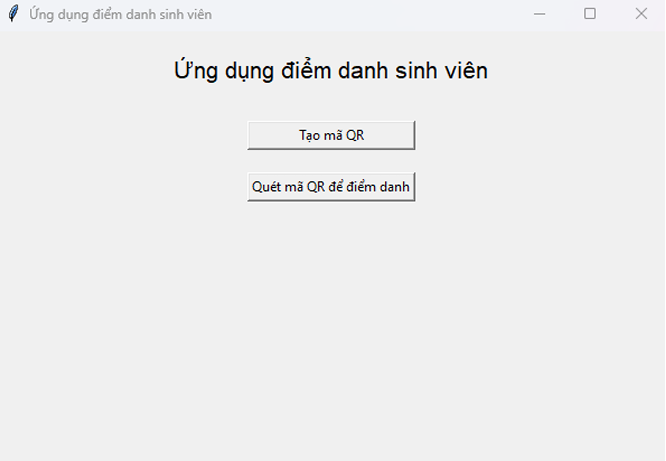 Ứng dụng điểm danh sinh viên
Ứng dụng điểm danh sinh viên
Tạo mã QR
Quét mã QR để điểm danh